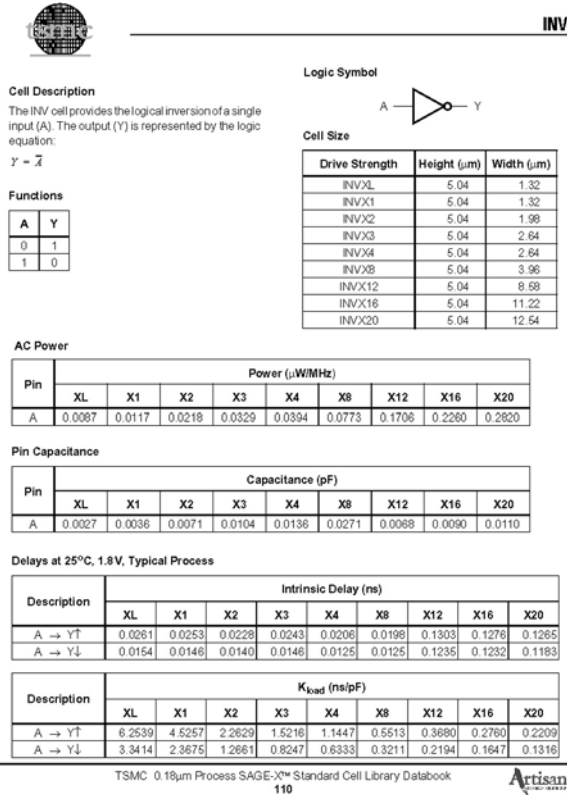 tsmc
INV
Cell Description
The INV cell provides the logical inversion of a single
input (A). The output (Y) is represented by the logic
equation:
Y = A̅
Functions
A Y
0 1
1 0
Logic Symbol
A Y
Cell Size
Drive Strength Height (µm) Width (µm)
INVXL 5.04 1.32
INVX1 5.04 1.32
INVX2 5.04 1.98
INVX3 5.04 2.64
INVX4 5.04 2.64
INVX8 5.04 3.96
INVX12 5.04 8.58
INVX16 5.04 11.22
INVX20 5.04 12.54
AC Power
Pin Power (µW/MHz)
XL X1 X2 X3 X4 X8 X12 X16 X20
A 0.0087 0.0117 0.0218 0.0329 0.0394 0.0773 0.1706 0.2260 0.2820
Pin Capacitance
Pin Capacitance (pF)
XL X1 X2 X3 X4 X8 X12 X16 X20
A 0.0027 0.0036 0.0071 0.0104 0.0136 0.0271 0.0068 0.0090 0.0110
Delays at 25°C, 1.8V, Typical Process
Description Intrinsic Delay (ns)
XL X1 X2 X3 X4 X8 X12 X16 X20
A → Y↑ 0.0261 0.0253 0.0228 0.0243 0.0206 0.0198 0.1303 0.1276 0.1265
A → Y↓ 0.0154 0.0146 0.0140 0.0146 0.0125 0.0125 0.1235 0.1232 0.1183
Description Kload (ns/pF)
XL X1 X2 X3 X4 X8 X12 X16 X20
A → Y↑ 6.2539 4.5257 2.2629 1.5216 1.1447 0.5513 0.3680 0.2760 0.2209
A → Y↓ 3.3414 2.3675 1.2661 0.8247 0.6333 0.3211 0.2194 0.1647 0.1316
TSMC 0.18µm Process SAGE-X™ Standard Cell Library Databook
110
Artisan